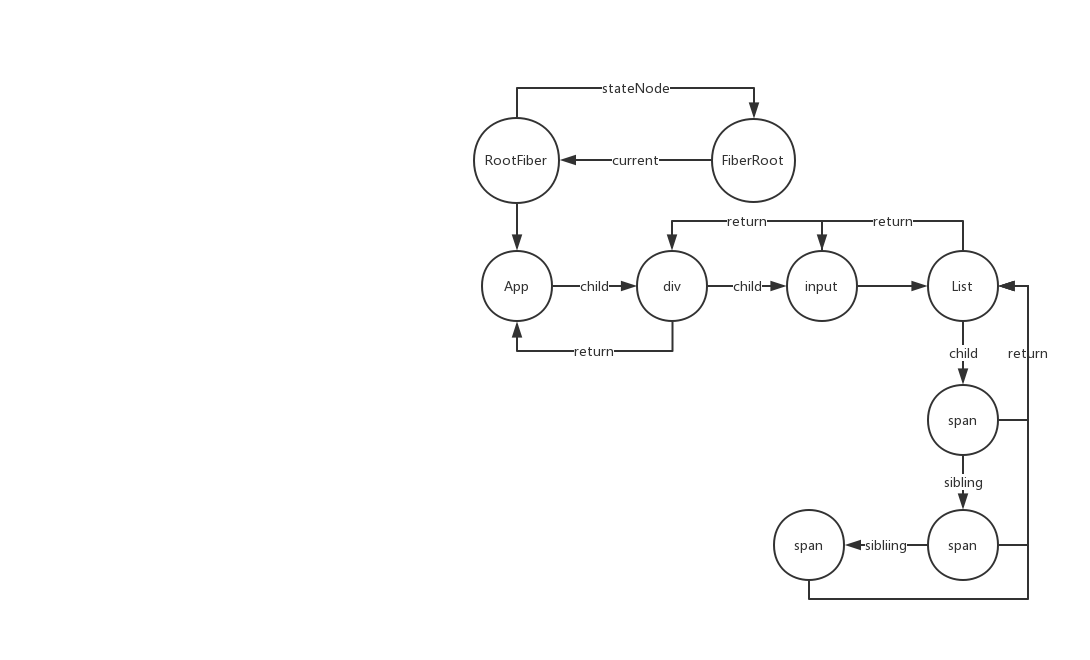 stateNode
RootFiber
current
FiberRoot
return
return
App
child
div
child
input
List
return
child
return
span
sibling
span
sibliing
span